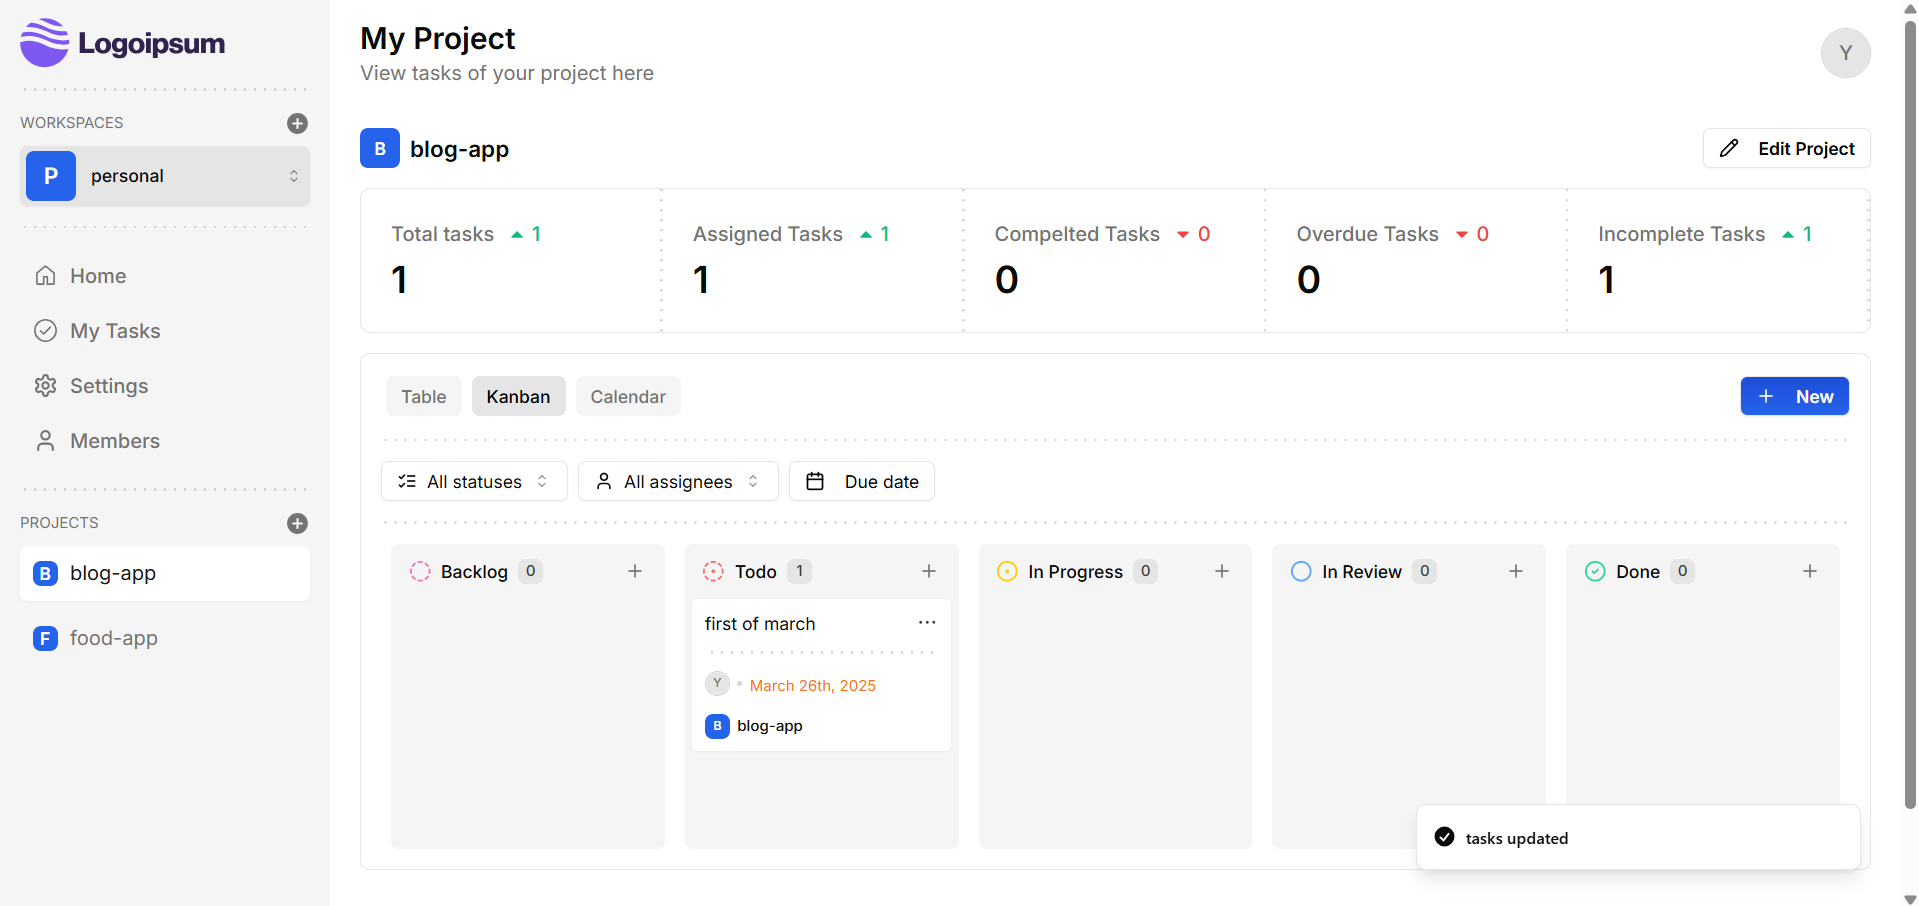 Logoipsum
WORKSPACES
P personal
Home
My Tasks
Settings
Members
PROJECTS
B blog-app
F food-app
My Project
View tasks of your project here
Y
B blog-app
Edit Project
Total tasks 1
1
Assigned Tasks 1
1
Compelted Tasks 0
0
Overdue Tasks 0
0
Incomplete Tasks 1
1
Table Kanban Calendar
New
All statuses All assignees Due date
Backlog 0
Todo 1
first of march
Y March 26th, 2025
B blog-app
In Progress 0
In Review 0
Done 0
tasks updated